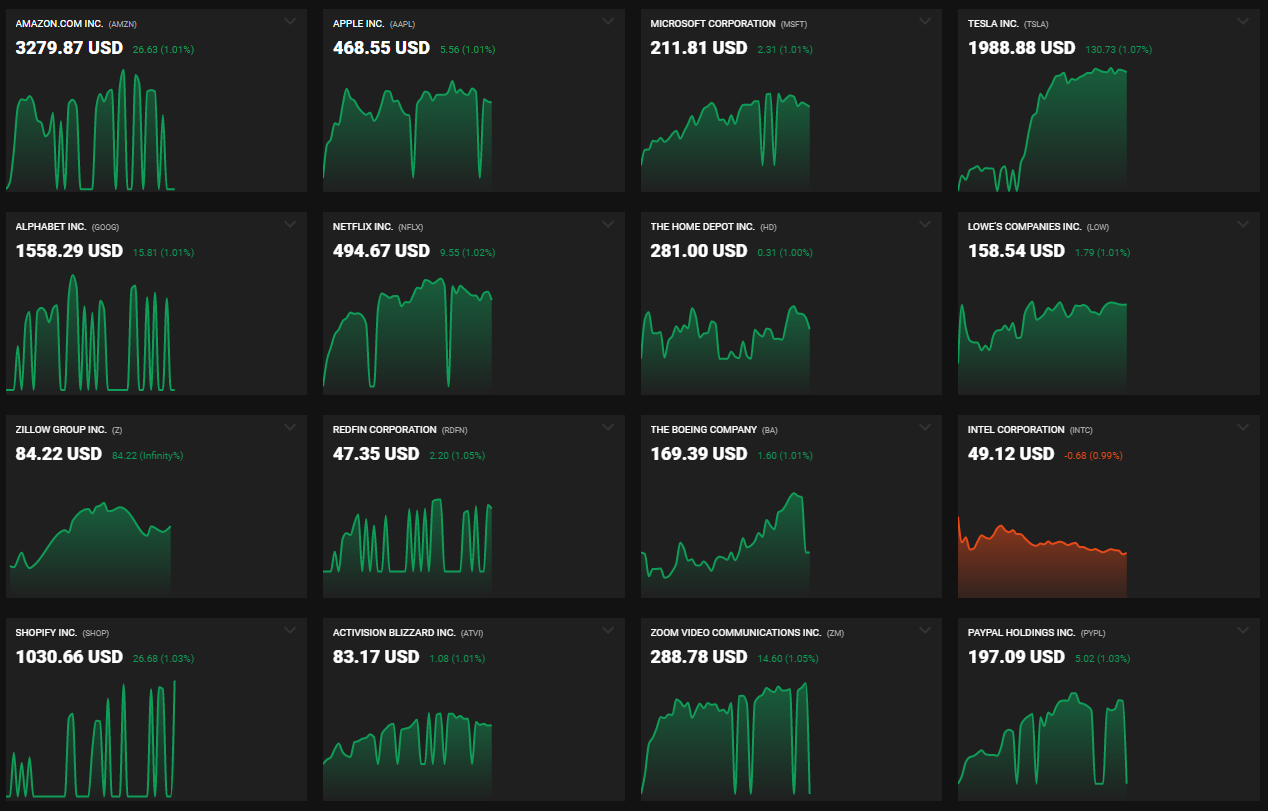 AMAZON.COM INC. (AMZN)
3279.87 USD 26.63 (1.01%)
APPLE INC. (AAPL)
468.55 USD 5.56 (1.01%)
MICROSOFT CORPORATION (MSFT)
211.81 USD 2.31 (1.01%)
TESLA INC. (TSLA)
1988.88 USD 130.73 (1.07%)
ALPHABET INC. (GOOG)
1558.29 USD 15.81 (1.01%)
NETFLIX INC. (NFLX)
494.67 USD 9.55 (1.02%)
THE HOME DEPOT INC. (HD)
281.00 USD 0.31 (1.00%)
LOWE'S COMPANIES INC. (LOW)
158.54 USD 1.79 (1.01%)
ZILLOW GROUP INC. (Z)
84.22 USD 84.22 (Infinity%)
REDFIN CORPORATION (RDFN)
47.35 USD 2.20 (1.05%)
THE BOEING COMPANY (BA)
169.39 USD 1.60 (1.01%)
INTEL CORPORATION (INTC)
49.12 USD -0.68 (0.99%)
SHOPIFY INC. (SHOP)
1030.66 USD 26.68 (1.03%)
ACTIVISION BLIZZARD INC. (ATVI)
83.17 USD 1.08 (1.01%)
ZOOM VIDEO COMMUNICATIONS INC. (ZM)
288.78 USD 14.60 (1.05%)
PAYPAL HOLDINGS INC. (PYPL)
197.09 USD 5.02 (1.03%)